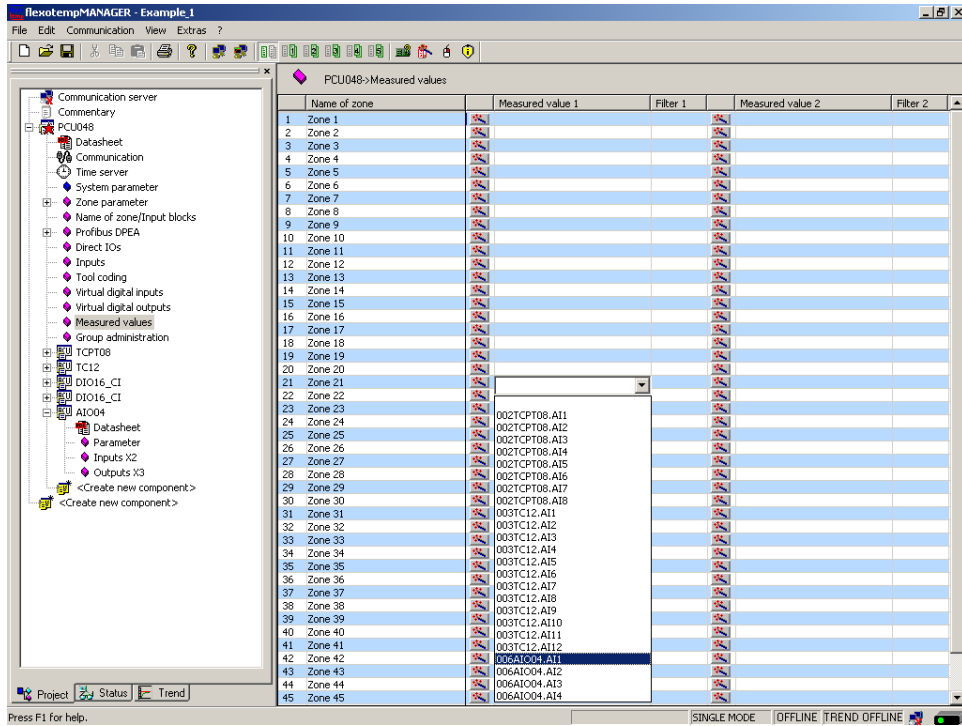 flexotempMANAGER - Example_1
File Edit Communication View Extras ?
PCU048->Measured values
Communication server
Commentary
PCU048
Datasheet
Communication
Time server
System parameter
Zone parameter
Name of zone/Input blocks
Profibus DPEA
Direct IOs
Inputs
Tool coding
Virtual digital inputs
Virtual digital outputs
Measured values
Group administration
TCPT08
TC12
DIO16_CI
DIO16_CI
AIO04
Datasheet
Parameter
Inputs X2
Outputs X3
<Create new component>
<Create new component>
Project Status Trend
Name of zone Measured value 1 Filter 1 Measured value 2 Filter 2
1 Zone 1
2 Zone 2
3 Zone 3
4 Zone 4
5 Zone 5
6 Zone 6
7 Zone 7
8 Zone 8
9 Zone 9
10 Zone 10
11 Zone 11
12 Zone 12
13 Zone 13
14 Zone 14
15 Zone 15
16 Zone 16
17 Zone 17
18 Zone 18
19 Zone 19
20 Zone 20
21 Zone 21
22 Zone 22
23 Zone 23
24 Zone 24
25 Zone 25
26 Zone 26
27 Zone 27
28 Zone 28
29 Zone 29
30 Zone 30
31 Zone 31
32 Zone 32
33 Zone 33
34 Zone 34
35 Zone 35
36 Zone 36
37 Zone 37
38 Zone 38
39 Zone 39
40 Zone 40
41 Zone 41
42 Zone 42
43 Zone 43
44 Zone 44
45 Zone 45
002TCPT08.AI1
002TCPT08.AI2
002TCPT08.AI3
002TCPT08.AI4
002TCPT08.AI5
002TCPT08.AI6
002TCPT08.AI7
002TCPT08.AI8
003TC12.AI1
003TC12.AI2
003TC12.AI3
003TC12.AI4
003TC12.AI5
003TC12.AI6
003TC12.AI7
003TC12.AI8
003TC12.AI9
003TC12.AI10
003TC12.AI11
003TC12.AI12
006AIO04.AI1
006AIO04.AI2
006AIO04.AI3
006AIO04.AI4
Press F1 for help.
SINGLE MODE OFFLINE TREND OFFLINE